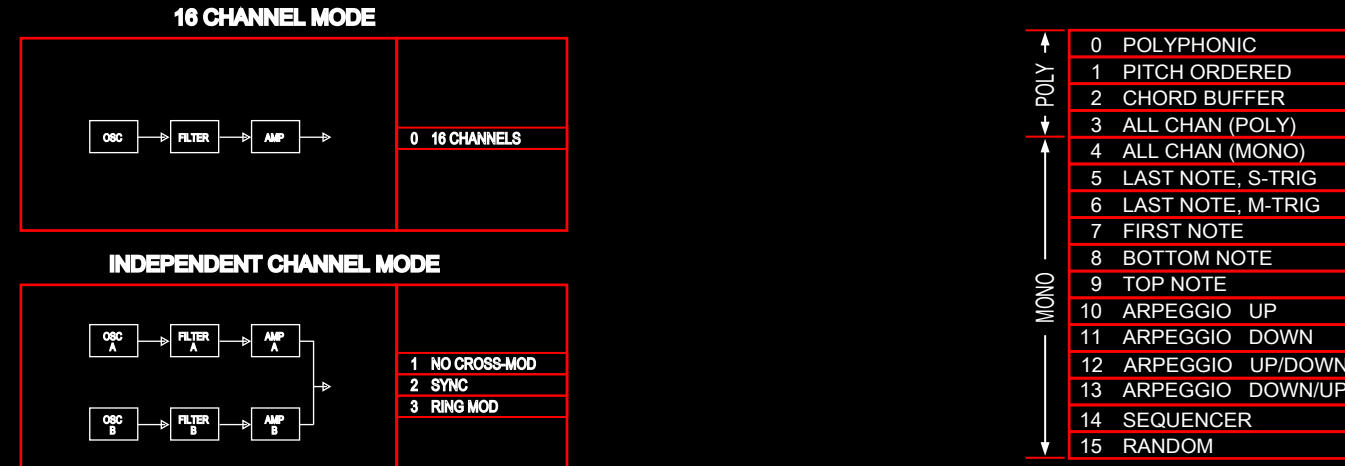 16 CHANNEL MODE
OSC FILTER AMP
0 16 CHANNELS
INDEPENDENT CHANNEL MODE
OSC A FILTER A AMP A
OSC B FILTER B AMP B
1 NO CROSS-MOD
2 SYNC
3 RING MOD
POLY
0 POLYPHONIC
1 PITCH ORDERED
2 CHORD BUFFER
3 ALL CHAN (POLY)
MONO
4 ALL CHAN (MONO)
5 LAST NOTE, S-TRIG
6 LAST NOTE, M-TRIG
7 FIRST NOTE
8 BOTTOM NOTE
9 TOP NOTE
10 ARPEGGIO UP
11 ARPEGGIO DOWN
12 ARPEGGIO UP/DOWN
13 ARPEGGIO DOWN/UP
14 SEQUENCER
15 RANDOM